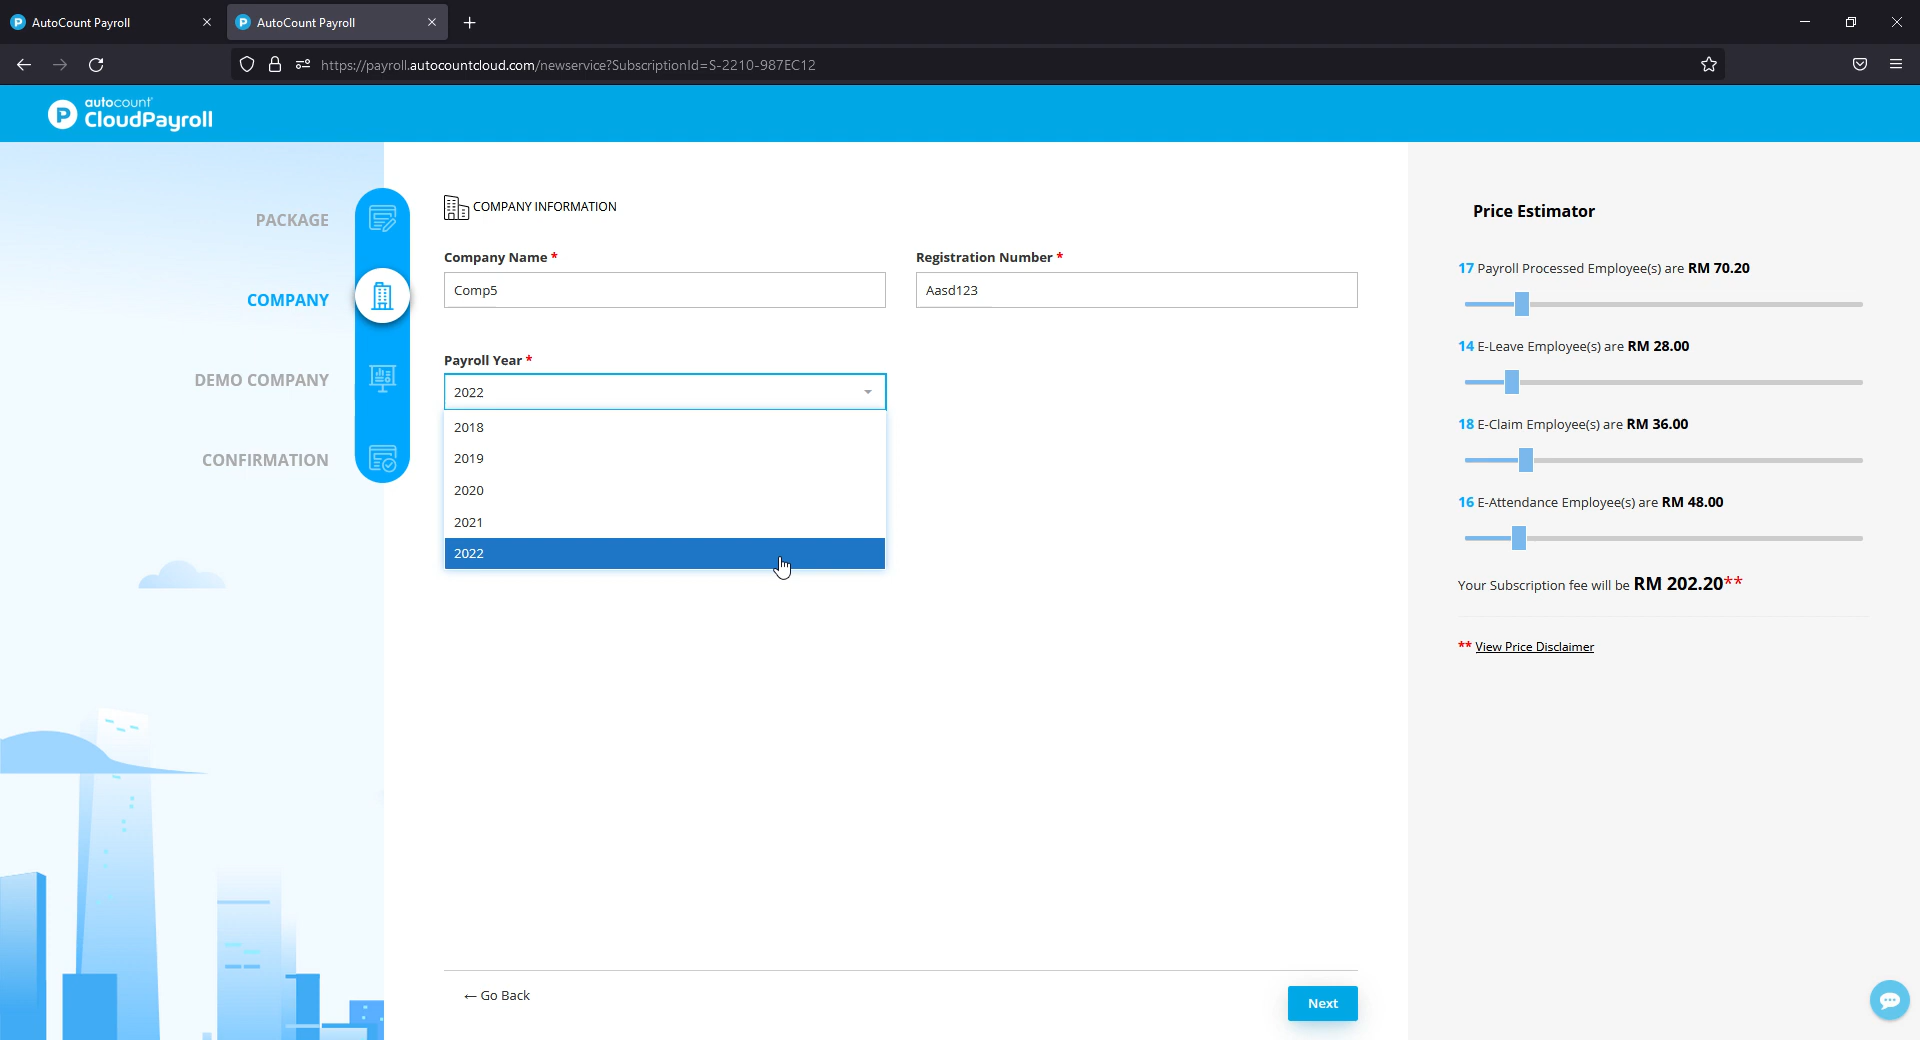 AutoCount Payroll
AutoCount Payroll
https://payroll.autocountcloud.com/newservice?SubscriptionId=S-2210-987EC12
P autocount
CloudPayroll
PACKAGE
COMPANY
DEMO COMPANY
CONFIRMATION
COMPANY INFORMATION
Company Name *
Comp5
Registration Number *
Aasd123
Payroll Year *
2022
2018
2019
2020
2021
2022
← Go Back
Next
Price Estimator
17 Payroll Processed Employee(s) are RM 70.20
14 E-Leave Employee(s) are RM 28.00
18 E-Claim Employee(s) are RM 36.00
16 E-Attendance Employee(s) are RM 48.00
Your Subscription fee will be RM 202.20**
** View Price Disclaimer